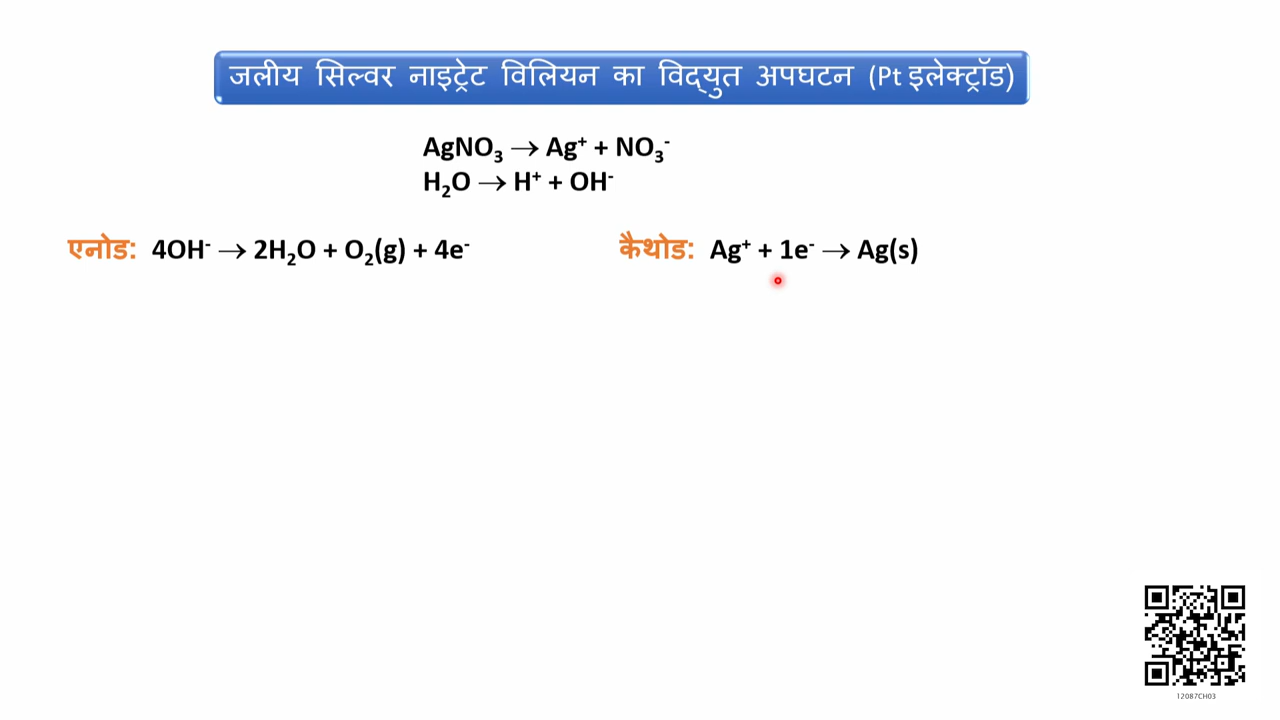 जलीय सिल्वर नाइट्रेट विलियन का विद्‌युत अपघटन (Pt इलेक्ट्रॉड)
AgNO₃ → Ag⁺ + NO₃⁻
H₂O → H⁺ + OH⁻
एनोड: 4OH⁻ → 2H₂O + O₂(g) + 4e⁻
कैथोड: Ag⁺ + 1e⁻ → Ag(s)
12087CH03